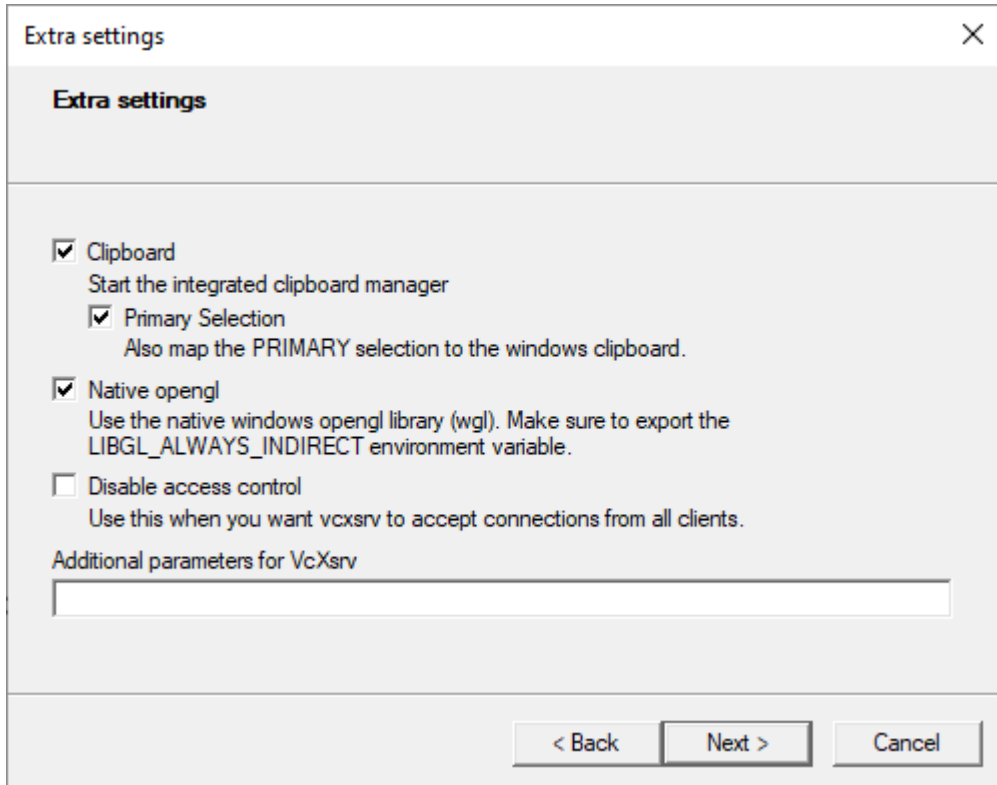 Extra settings
Extra settings
Clipboard
Start the integrated clipboard manager
Primary Selection
Also map the PRIMARY selection to the windows clipboard.
Native opengl
Use the native windows opengl library (wgl). Make sure to export the
LIBGL_ALWAYS_INDIRECT environment variable.
Disable access control
Use this when you want vcxsrv to accept connections from all clients.
Additional parameters for VcXsrv
< Back
Next >
Cancel